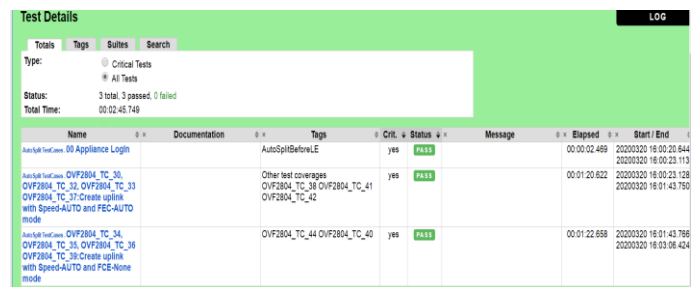 Test Details
LOG
Totals Tags Suites Search
Type: Critical Tests
All Tests
Status: 3 total, 3 passed, 0 failed
Total Time: 00:02:45.749
Name Documentation Tags Crit. Status Message Elapsed Start / End
AutoSplitTestCases . 00 Appliance Login AutoSplitBeforeLE yes PASS 00:00:02.469 20200320 16:00:20.644
20200320 16:00:23.113
AutoSplitTestCases . OVF2804_TC_30, Other test coverages yes PASS 00:01:20.622 20200320 16:00:23.128
OVF2804_TC_32, OVF2804_TC_33 OVF2804_TC_38 OVF2804_TC_41 20200320 16:01:43.750
OVF2804_TC_37:Create uplink OVF2804_TC_42
with Speed-AUTO and FEC-AUTO
mode
AutoSplitTestCases . OVF2804_TC_34, OVF2804_TC_44 OVF2804_TC_40 yes PASS 00:01:22.658 20200320 16:01:43.766
OVF2804_TC_35, OVF2804_TC_36 20200320 16:03:06.424
OVF2804_TC_39:Create uplink
with Speed-AUTO and FCE-None
mode